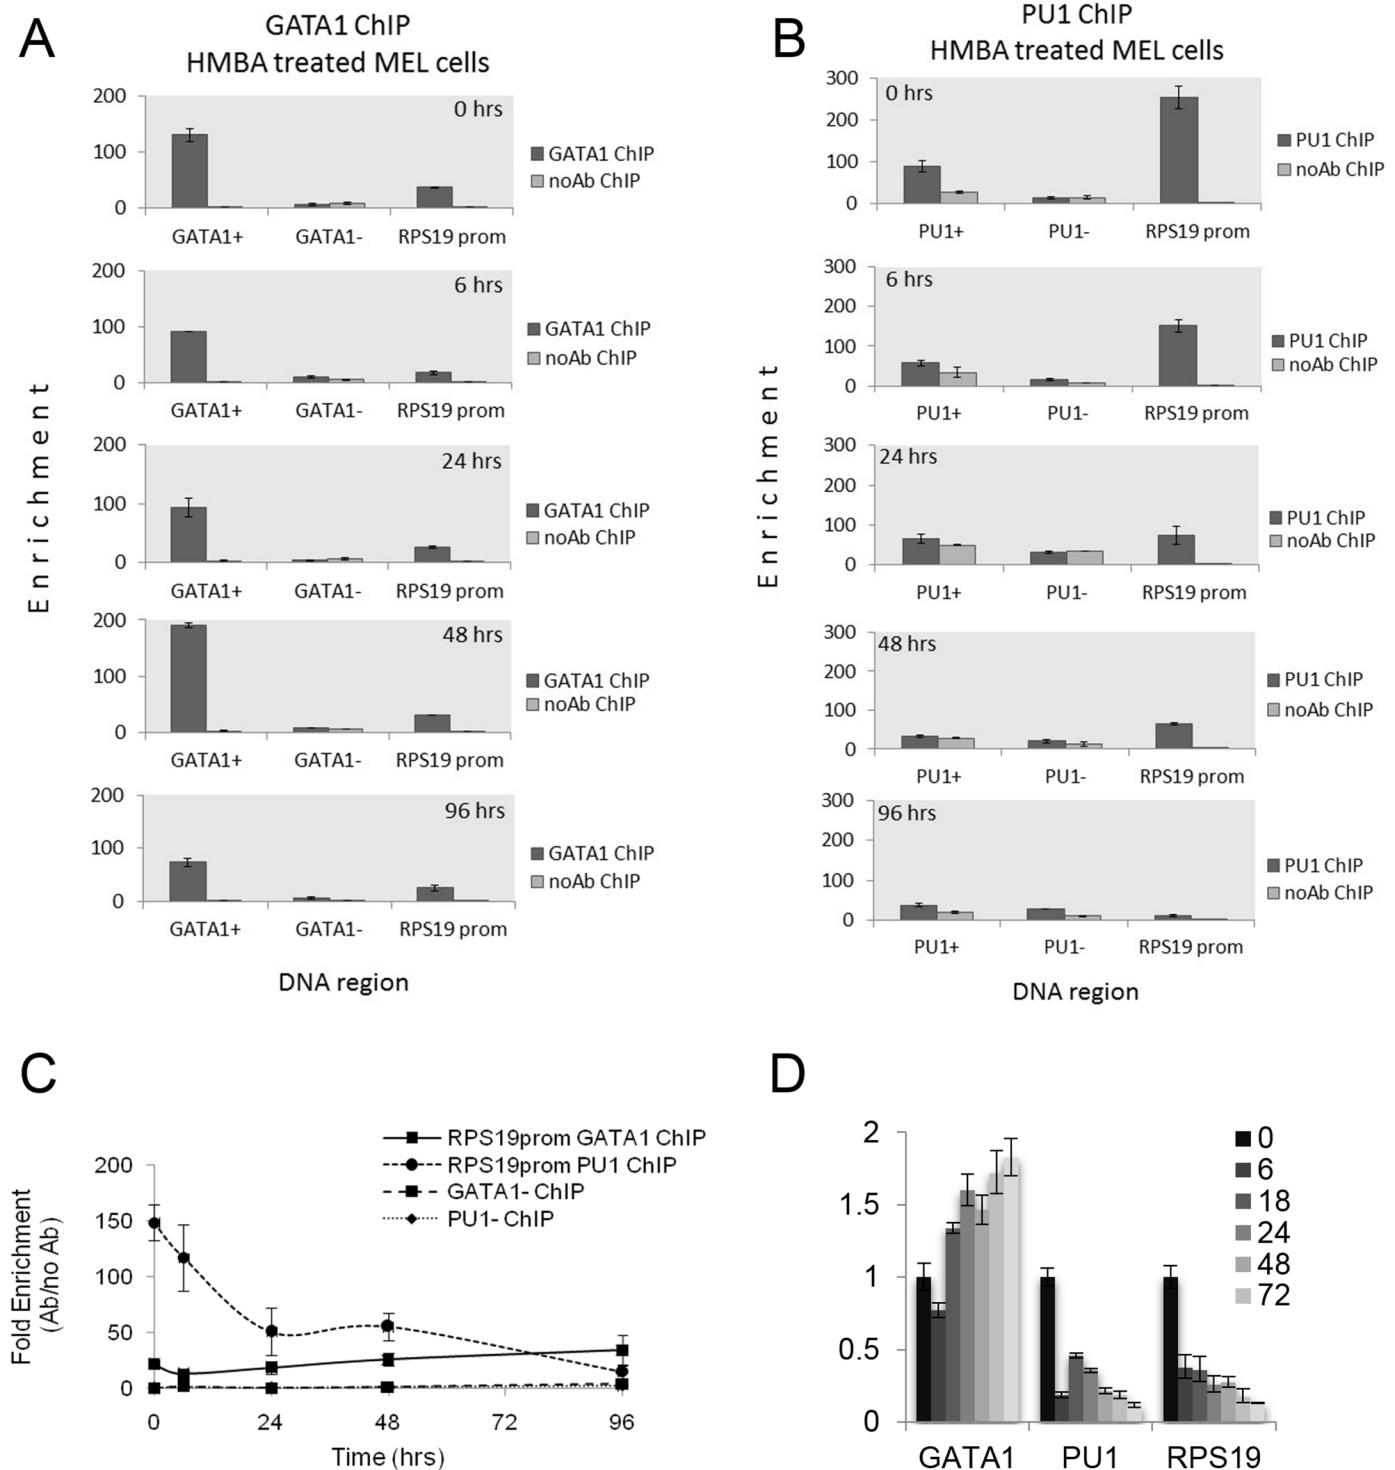 A
GATA1 ChIP
HMBA treated MEL cells
Enrichment
200
100
0
0 hrs
GATA1+ GATA1- RPS19 prom
GATA1 ChIP
noAb ChIP
200
100
0
6 hrs
GATA1+ GATA1- RPS19 prom
GATA1 ChIP
noAb ChIP
200
100
0
24 hrs
GATA1+ GATA1- RPS19 prom
GATA1 ChIP
noAb ChIP
200
100
0
48 hrs
GATA1+ GATA1- RPS19 prom
GATA1 ChIP
noAb ChIP
200
100
0
96 hrs
GATA1+ GATA1- RPS19 prom
GATA1 ChIP
noAb ChIP
DNA region
B
PU1 ChIP
HMBA treated MEL cells
Enrichment
300
200
100
0
0 hrs
PU1+ PU1- RPS19 prom
PU1 ChIP
noAb ChIP
300
200
100
0
6 hrs
PU1+ PU1- RPS19 prom
PU1 ChIP
noAb ChIP
300
200
100
0
24 hrs
PU1+ PU1- RPS19 prom
PU1 ChIP
noAb ChIP
300
200
100
0
48 hrs
PU1+ PU1- RPS19 prom
PU1 ChIP
noAb ChIP
300
200
100
0
96 hrs
PU1+ PU1- RPS19 prom
PU1 ChIP
noAb ChIP
DNA region
C
Fold Enrichment
(Ab/no Ab)
200
150
100
50
0
RPS19prom GATA1 ChIP
RPS19prom PU1 ChIP
GATA1- ChIP
PU1- ChIP
0 24 48 72 96
Time (hrs)
D
2
1.5
1
0.5
0
0
6
18
24
48
72
GATA1 PU1 RPS19